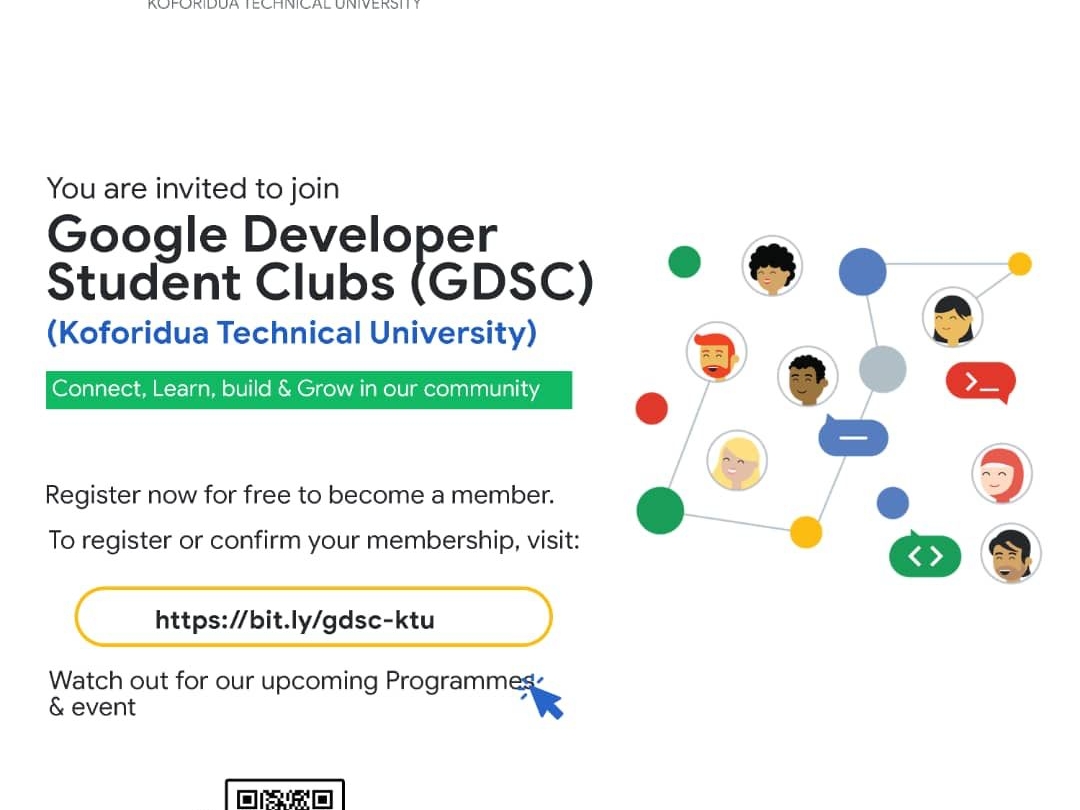 KOFORIDUA TECHNICAL UNIVERSITY
You are invited to join
Google Developer
Student Clubs (GDSC)
(Koforidua Technical University)
Connect, Learn, build & Grow in our community
Register now for free to become a member.
To register or confirm your membership, visit:
https://bit.ly/gdsc-ktu
Watch out for our upcoming Programmes
& event